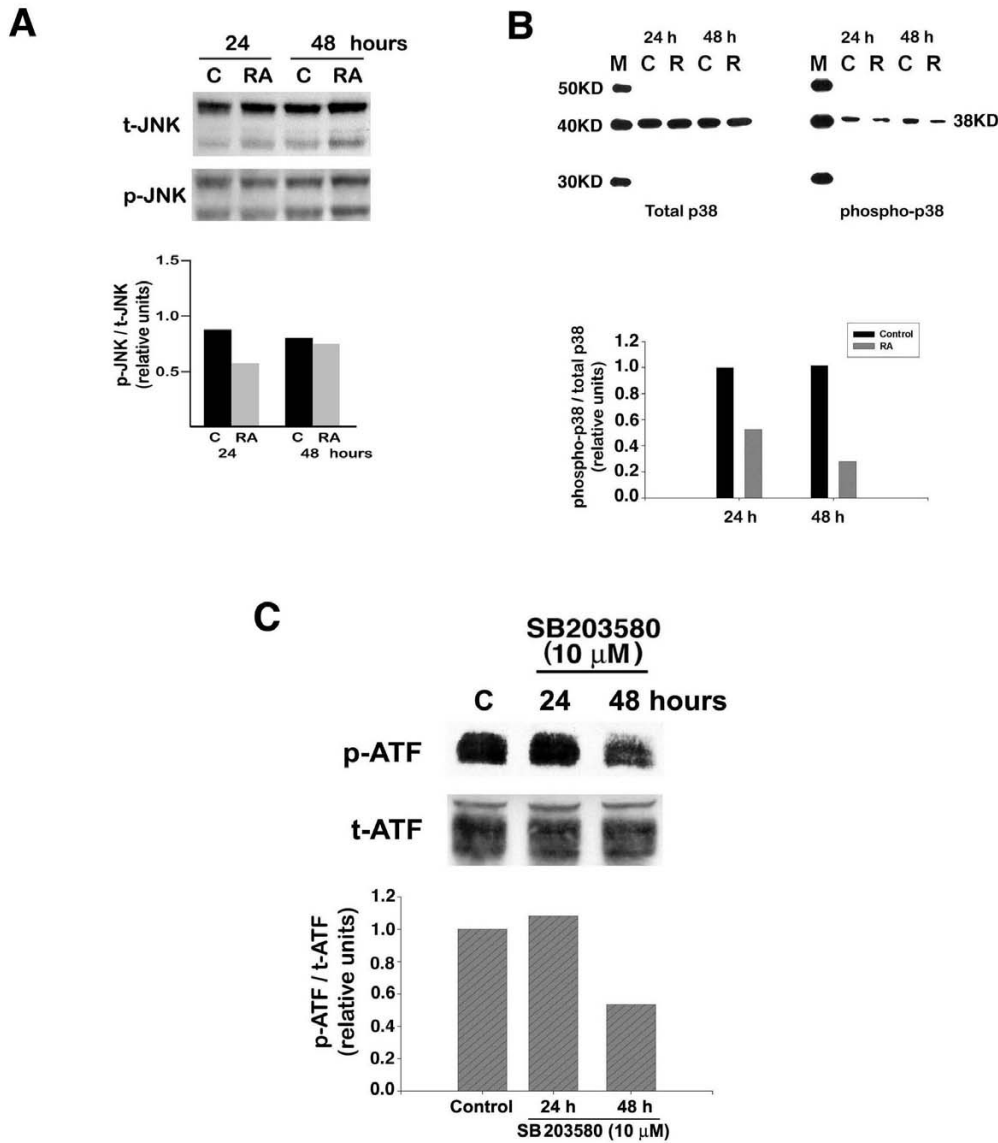 A
24 48 hours
C RA C RA
t-JNK
p-JNK
1.5
1.0
0.5
p-JNK / t-JNK
(relative units)
C RA C RA
24 48 hours
B
24 h 48 h 24 h 48 h
M C R C R M C R C R
50KD
40KD 38KD
30KD
Total p38 phospho-p38
Control
RA
1.2
1.0
0.8
0.6
0.4
0.2
0.0
phospho-p38 / total p38
(relative units)
24 h 48 h
C
SB203580
(10 μM)
C 24 48 hours
p-ATF
t-ATF
1.2
1.0
0.8
0.6
0.4
0.2
0.0
p-ATF / t-ATF
(relative units)
Control 24 h 48 h
SB203580 (10 μM)